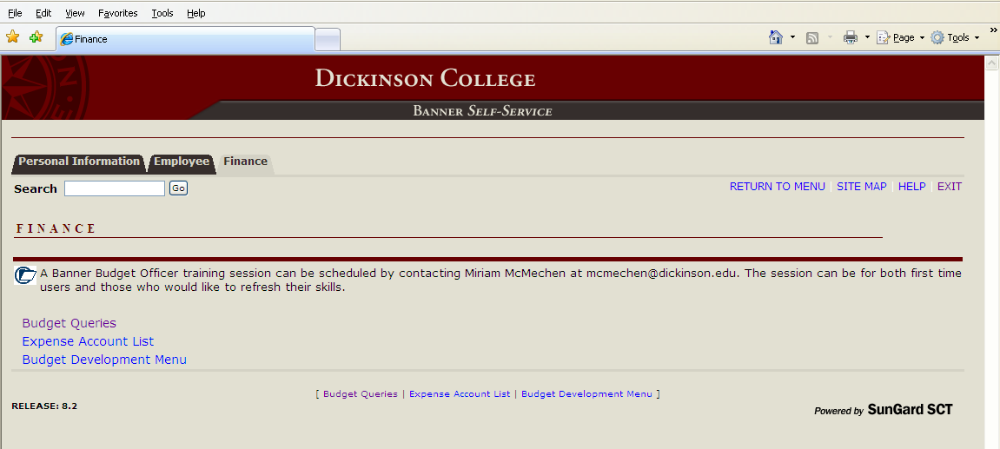 File Edit View Favorites Tools Help
Finance
Page Tools »
DICKINSON COLLEGE
BANNER SELF-SERVICE
Personal Information Employee Finance
Search Go
RETURN TO MENU | SITE MAP | HELP | EXIT
FINANCE
A Banner Budget Officer training session can be scheduled by contacting Miriam McMechen at mcmechen@dickinson.edu. The session can be for both first time
users and those who would like to refresh their skills.
Budget Queries
Expense Account List
Budget Development Menu
[ Budget Queries | Expense Account List | Budget Development Menu ]
RELEASE: 8.2
Powered by SunGard SCT